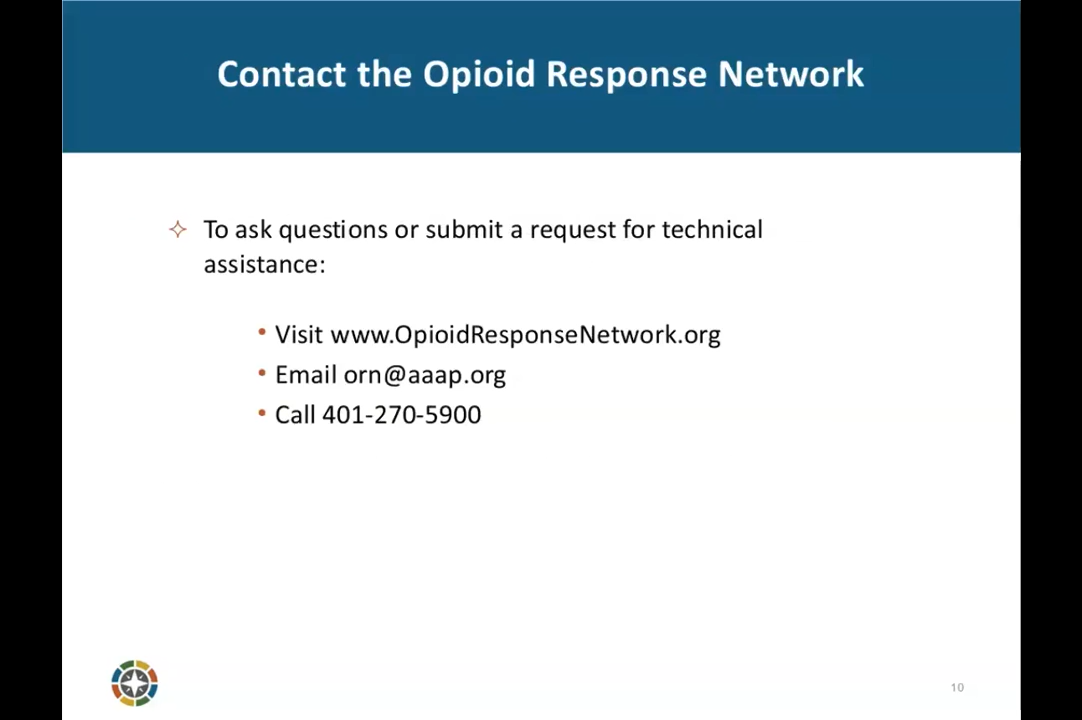 Contact the Opioid Response Network
To ask questions or submit a request for technical
assistance:
• Visit www.OpioidResponseNetwork.org
• Email orn@aaap.org
• Call 401-270-5900
10